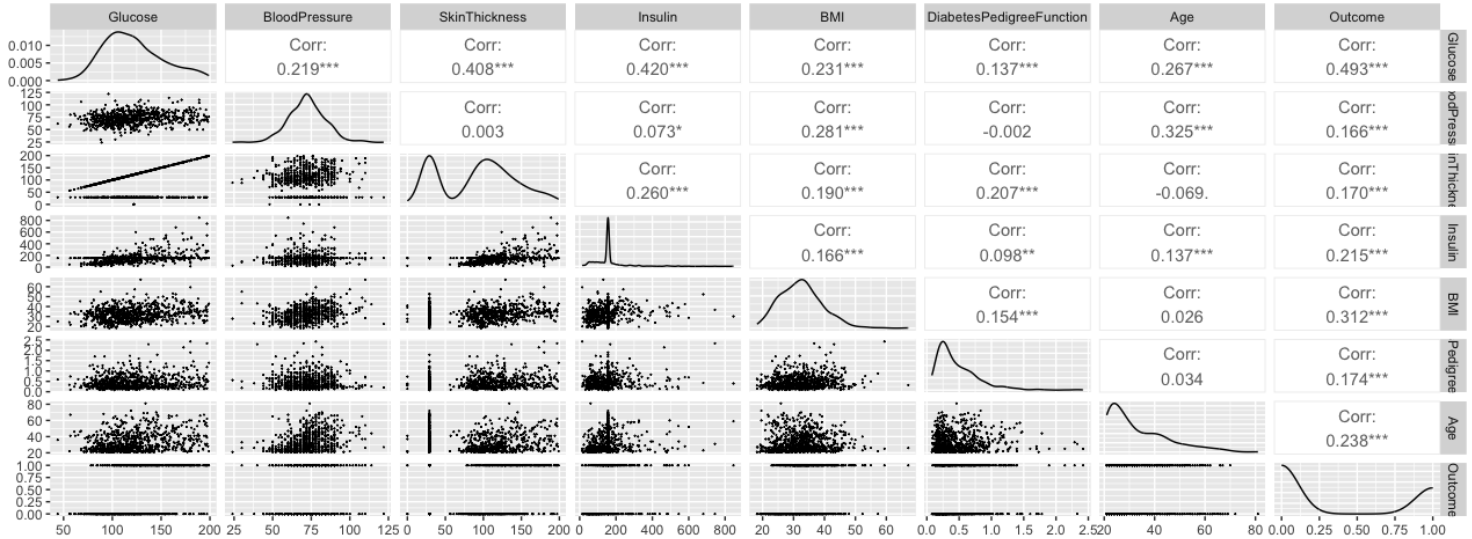 Glucose BloodPressure SkinThickness Insulin BMI DiabetesPedigreeFunction Age Outcome
0.010
0.005
0.000
Corr: Corr: Corr: Corr: Corr: Corr: Corr:
0.219*** 0.408*** 0.420*** 0.231*** 0.137*** 0.267*** 0.493***
Glucose
125
100
75
50
25
Corr: Corr: Corr: Corr: Corr: Corr:
0.003 0.073* 0.281*** -0.002 0.325*** 0.166***
odPress
200
150
100
50
0
Corr: Corr: Corr: Corr: Corr:
0.260*** 0.190*** 0.207*** -0.069. 0.170***
inThickne
800
600
400
200
0
Corr: Corr: Corr: Corr:
0.166*** 0.098** 0.137*** 0.215***
Insulin
60
50
40
30
20
Corr: Corr: Corr:
0.154*** 0.026 0.312***
BMI
2.5
2.0
1.5
1.0
0.5
0.0
Corr: Corr:
0.034 0.174***
Pedigree
80
60
40
20
Corr:
0.238***
Age
1.00
0.75
0.50
0.25
0.00
Outcome
50 100 150 200 25 50 75 100 125 0 50 100 150 200 0 200 400 600 800 20 30 40 50 60 0.0 0.5 1.0 1.5 2.0 2.5 20 40 60 80 0.00 0.25 0.50 0.75 1.00